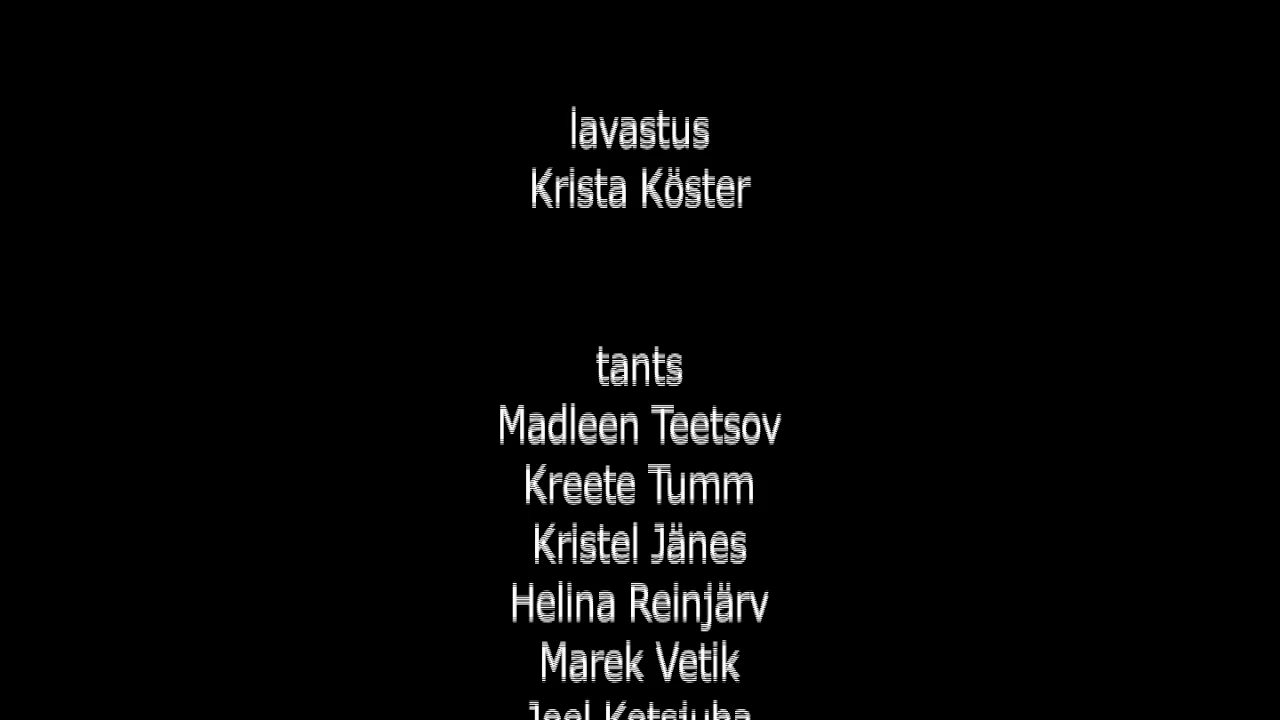 lavastus
Krista Köster
tants
Madleen Teetsov
Kreete Tumm
Kristel Jänes
Helina Reinjärv
Marek Vetik